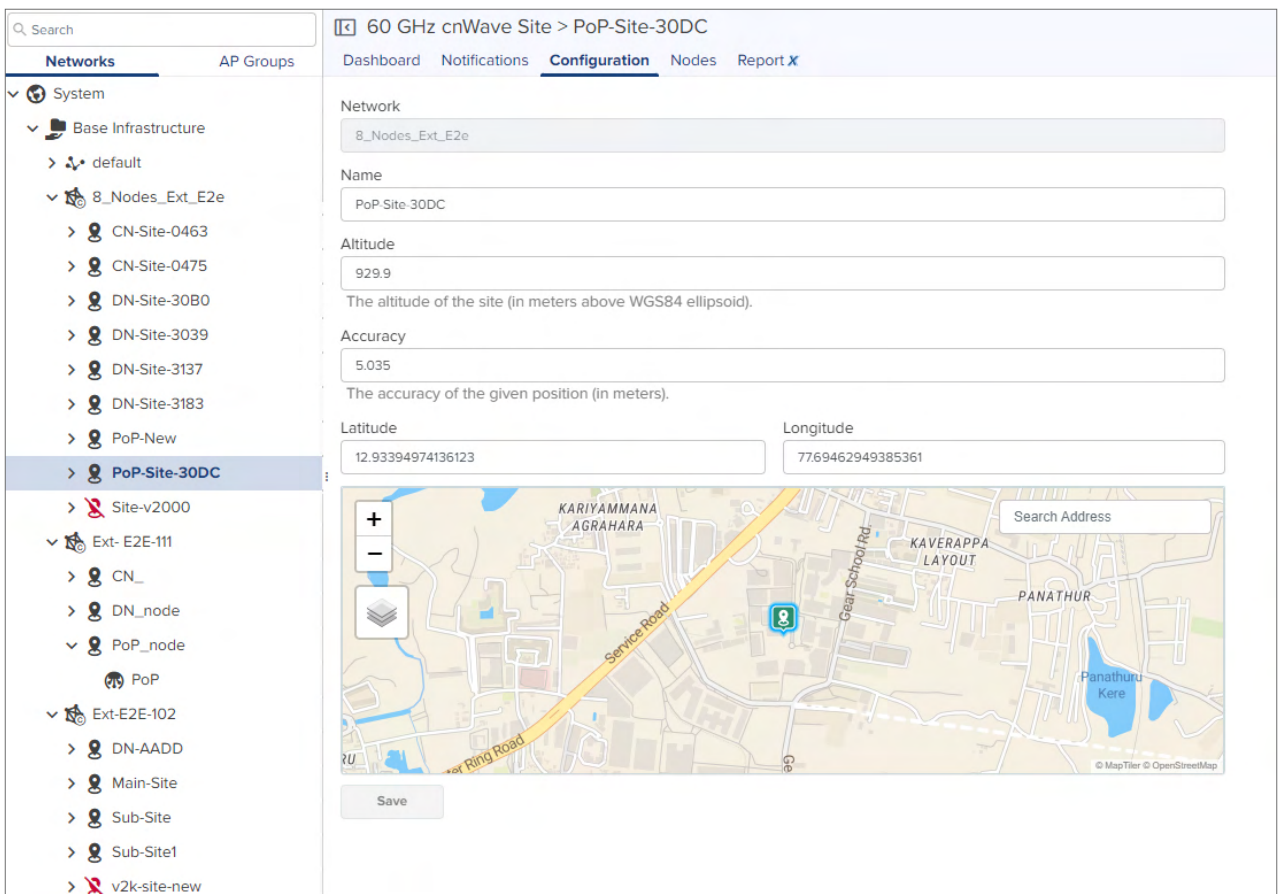 Search
Networks AP Groups
System
Base Infrastructure
default
8_Nodes_Ext_E2e
CN-Site-0463
CN-Site-0475
DN-Site-30B0
DN-Site-3039
DN-Site-3137
DN-Site-3183
PoP-New
PoP-Site-30DC
Site-v2000
Ext- E2E-111
CN_
DN_node
PoP_node
PoP
Ext-E2E-102
DN-AADD
Main-Site
Sub-Site
Sub-Site1
v2k-site-new
60 GHz cnWave Site > PoP-Site-30DC
Dashboard Notifications Configuration Nodes Report X
Network
8_Nodes_Ext_E2e
Name
PoP-Site-30DC
Altitude
929.9
The altitude of the site (in meters above WGS84 ellipsoid).
Accuracy
5.035
The accuracy of the given position (in meters).
Latitude Longitude
12.93394974136123 77.69462949385361
+
−
Search Address
KARIYAMMANA
AGRAHARA
KAVERAPPA
LAYOUT
PANATHUR
Gear School Rd.
Service Road
Panathuru
Kere
er Ring Road
RU
Ge
© MapTiler © OpenStreetMap
Save